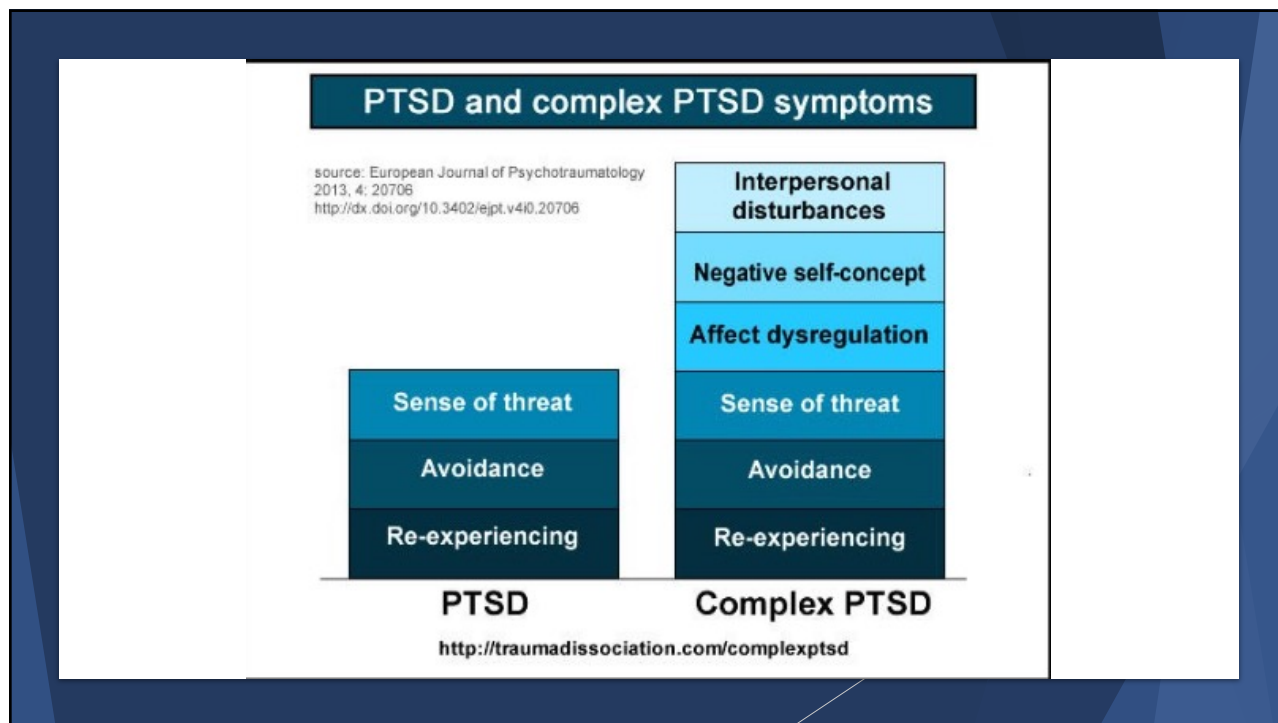 PTSD and complex PTSD symptoms
source: European Journal of Psychotraumatology
2013, 4: 20706
http://dx.doi.org/10.3402/ejpt.v4i0.20706
Interpersonal
disturbances
Negative self-concept
Affect dysregulation
Sense of threat
Avoidance
Re-experiencing
Sense of threat
Avoidance
Re-experiencing
PTSD
Complex PTSD
http://traumadissociation.com/complexptsd